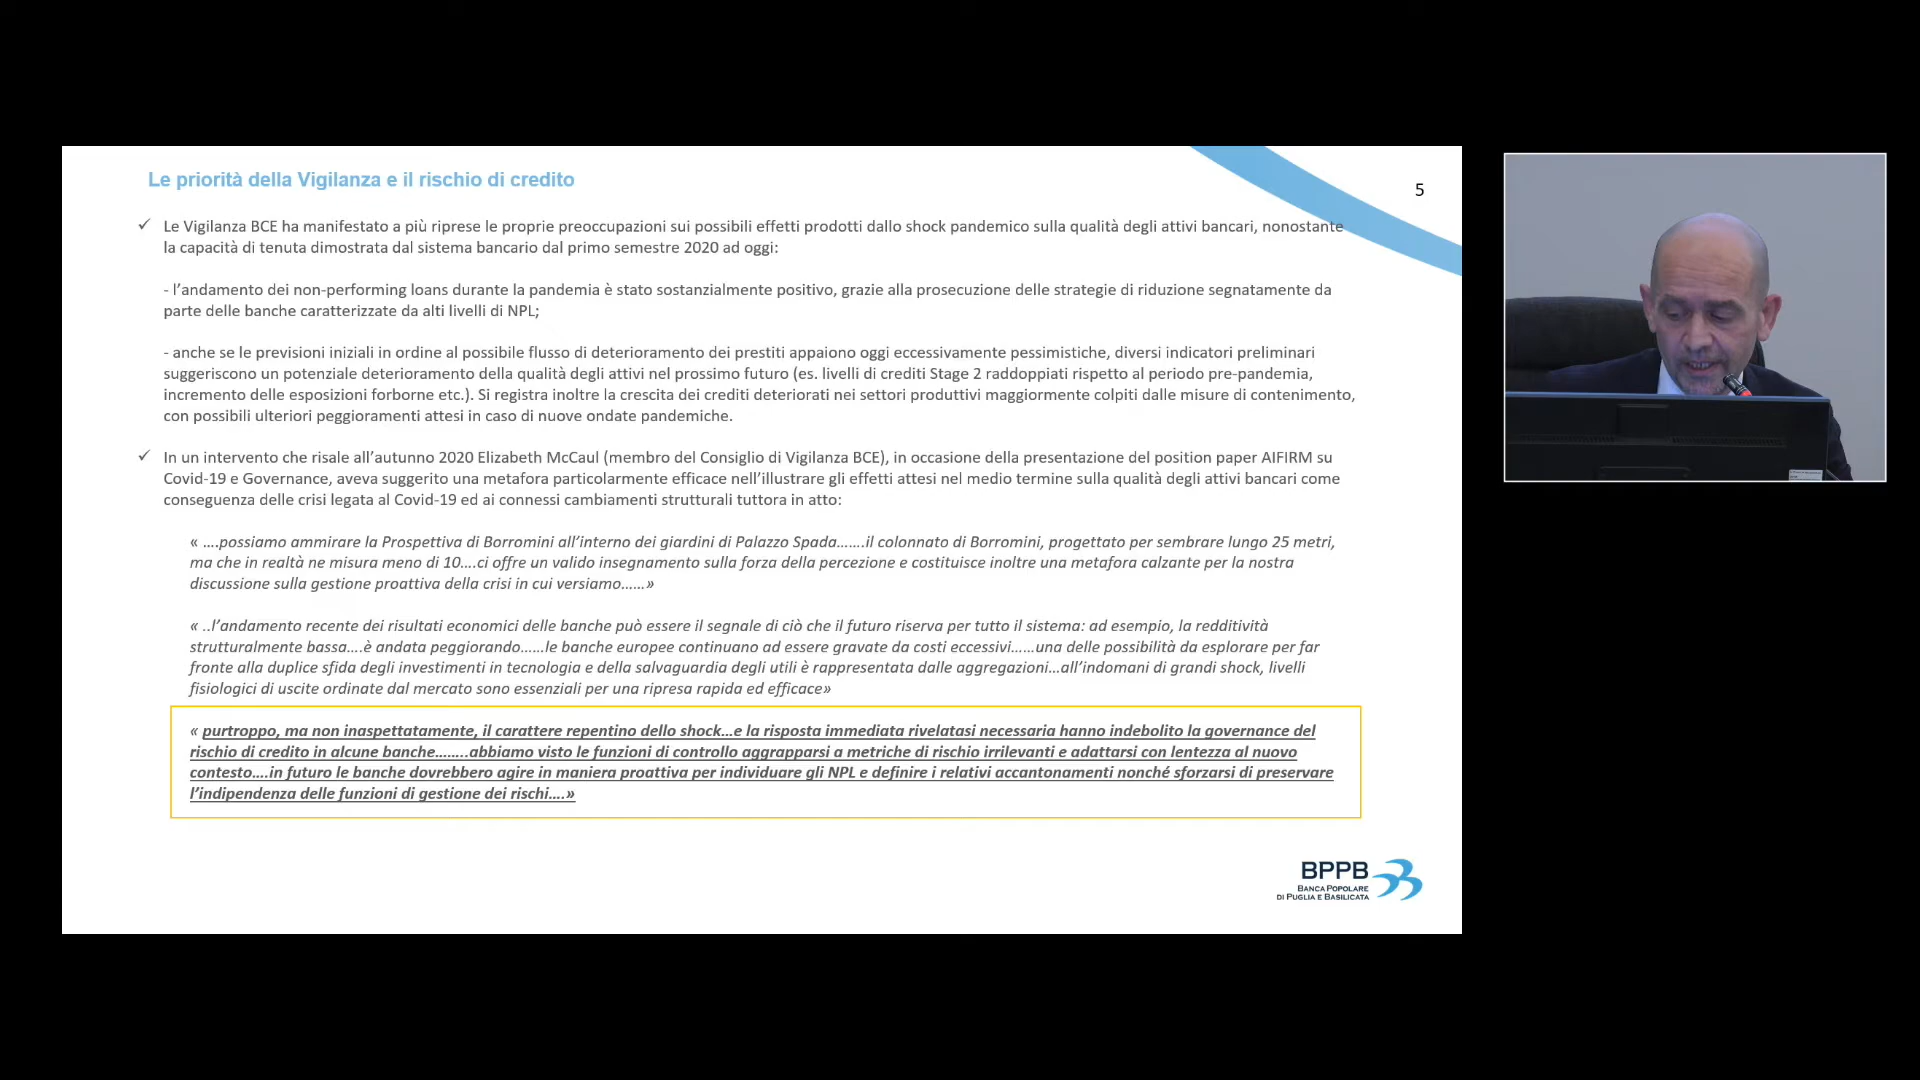 Le priorità della Vigilanza e il rischio di credito
5
✓ Le Vigilanza BCE ha manifestato a più riprese le proprie preoccupazioni sui possibili effetti prodotti dallo shock pandemico sulla qualità degli attivi bancari, nonostante
la capacità di tenuta dimostrata dal sistema bancario dal primo semestre 2020 ad oggi:
- l’andamento dei non-performing loans durante la pandemia è stato sostanzialmente positivo, grazie alla prosecuzione delle strategie di riduzione segnatamente da
parte delle banche caratterizzate da alti livelli di NPL;
- anche se le previsioni iniziali in ordine al possibile flusso di deterioramento dei prestiti appaiono oggi eccessivamente pessimistiche, diversi indicatori preliminari
suggeriscono un potenziale deterioramento della qualità degli attivi nel prossimo futuro (es. livelli di crediti Stage 2 raddoppiati rispetto al periodo pre-pandemia,
incremento delle esposizioni forborne etc.). Si registra inoltre la crescita dei crediti deteriorati nei settori produttivi maggiormente colpiti dalle misure di contenimento,
con possibili ulteriori peggioramenti attesi in caso di nuove ondate pandemiche.
✓ In un intervento che risale all’autunno 2020 Elizabeth McCaul (membro del Consiglio di Vigilanza BCE), in occasione della presentazione del position paper AIFIRM su
Covid-19 e Governance, aveva suggerito una metafora particolarmente efficace nell’illustrare gli effetti attesi nel medio termine sulla qualità degli attivi bancari come
conseguenza delle crisi legata al Covid-19 ed ai connessi cambiamenti strutturali tuttora in atto:
« ….possiamo ammirare la Prospettiva di Borromini all’interno dei giardini di Palazzo Spada…….il colonnato di Borromini, progettato per sembrare lungo 25 metri,
ma che in realtà ne misura meno di 10….ci offre un valido insegnamento sulla forza della percezione e costituisce inoltre una metafora calzante per la nostra
discussione sulla gestione proattiva della crisi in cui versiamo……»
« ..l’andamento recente dei risultati economici delle banche può essere il segnale di ciò che il futuro riserva per tutto il sistema: ad esempio, la redditività
strutturalmente bassa….è andata peggiorando……le banche europee continuano ad essere gravate da costi eccessivi……una delle possibilità da esplorare per far
fronte alla duplice sfida degli investimenti in tecnologia e della salvaguardia degli utili è rappresentata dalle aggregazioni…all’indomani di grandi shock, livelli
fisiologici di uscite ordinate dal mercato sono essenziali per una ripresa rapida ed efficace»
« purtroppo, ma non inaspettatamente, il carattere repentino dello shock…e la risposta immediata rivelatasi necessaria hanno indebolito la governance del
rischio di credito in alcune banche……..abbiamo visto le funzioni di controllo aggrapparsi a metriche di rischio irrilevanti e adattarsi con lentezza al nuovo
contesto….in futuro le banche dovrebbero agire in maniera proattiva per individuare gli NPL e definire i relativi accantonamenti nonché sforzarsi di preservare
l’indipendenza delle funzioni di gestione dei rischi….»
BPPB
BANCA POPOLARE
DI PUGLIA E BASILICATA